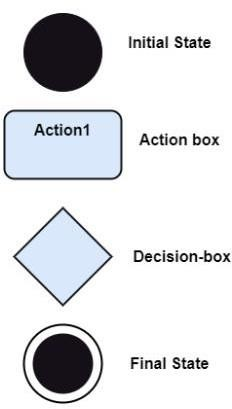 Initial State
Action1
Action box
Decision-box
Final State